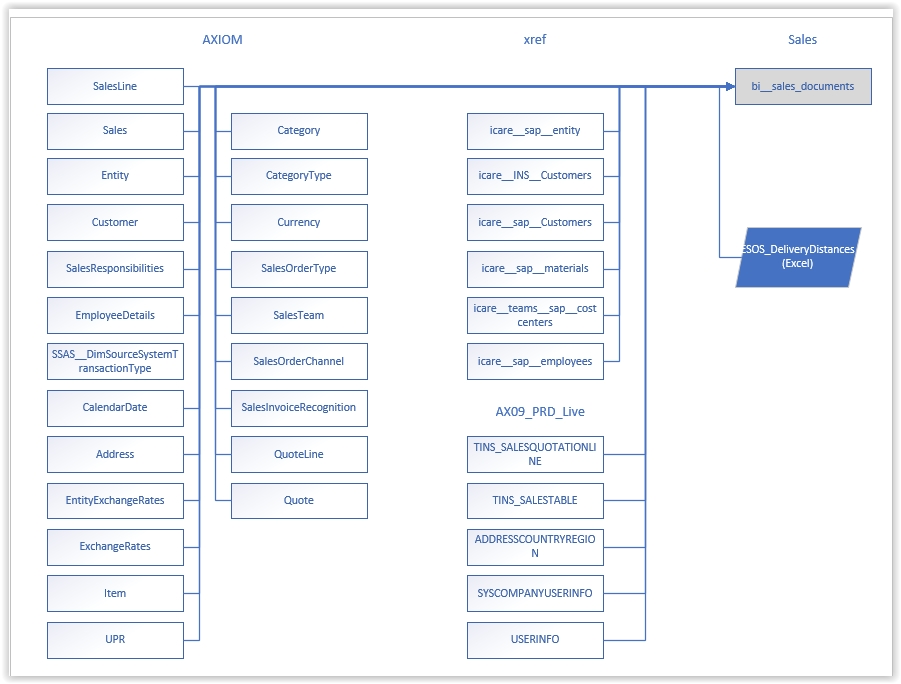 AXIOM
xref
Sales
SalesLine
bi__sales_documents
Sales
Category
icare__sap__entity
Entity
CategoryType
icare__INS__Customers
Customer
Currency
icare__sap__Customers
SalesResponsibilities
SalesOrderType
icare__sap__materials
ESOS_DeliveryDistances
(Excel)
EmployeeDetails
SalesTeam
icare__teams__sap__cost
centers
SSAS__DimSourceSystemT
ransactionType
SalesOrderChannel
icare__sap__employees
CalendarDate
SalesInvoiceRecognition
AX09_PRD_Live
Address
QuoteLine
TINS_SALESQUOTATIONLI
NE
EntityExchangeRates
Quote
TINS_SALESTABLE
ExchangeRates
ADDRESSCOUNTRYREGIO
N
Item
SYSCOMPANYUSERINFO
UPR
USERINFO